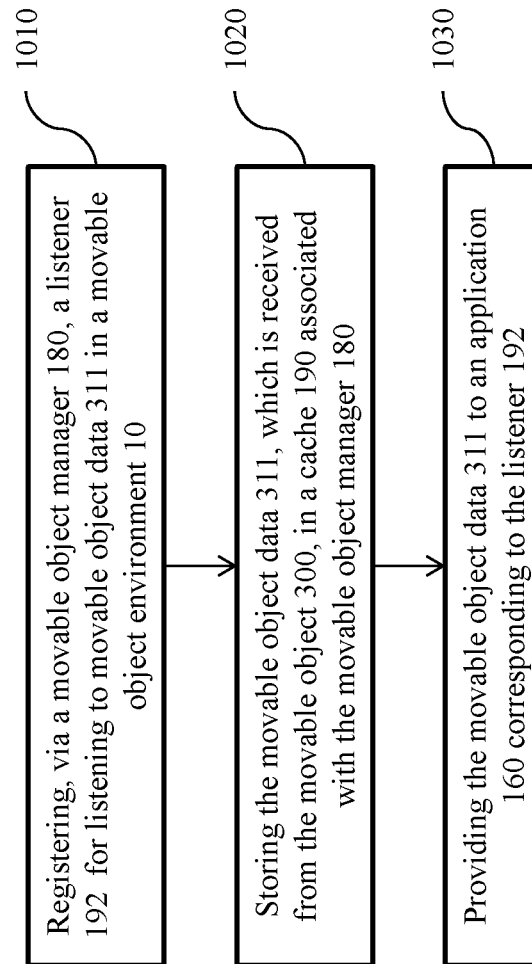 Registering, via a movable object manager 180, a listener
192 for listening to movable object data 311 in a movable
object environment 10
1010
Storing the movable object data 311, which is received
from the movable object 300, in a cache 190 associated
with the movable object manager 180
1020
Providing the movable object data 311 to an application
160 corresponding to the listener 192
1030